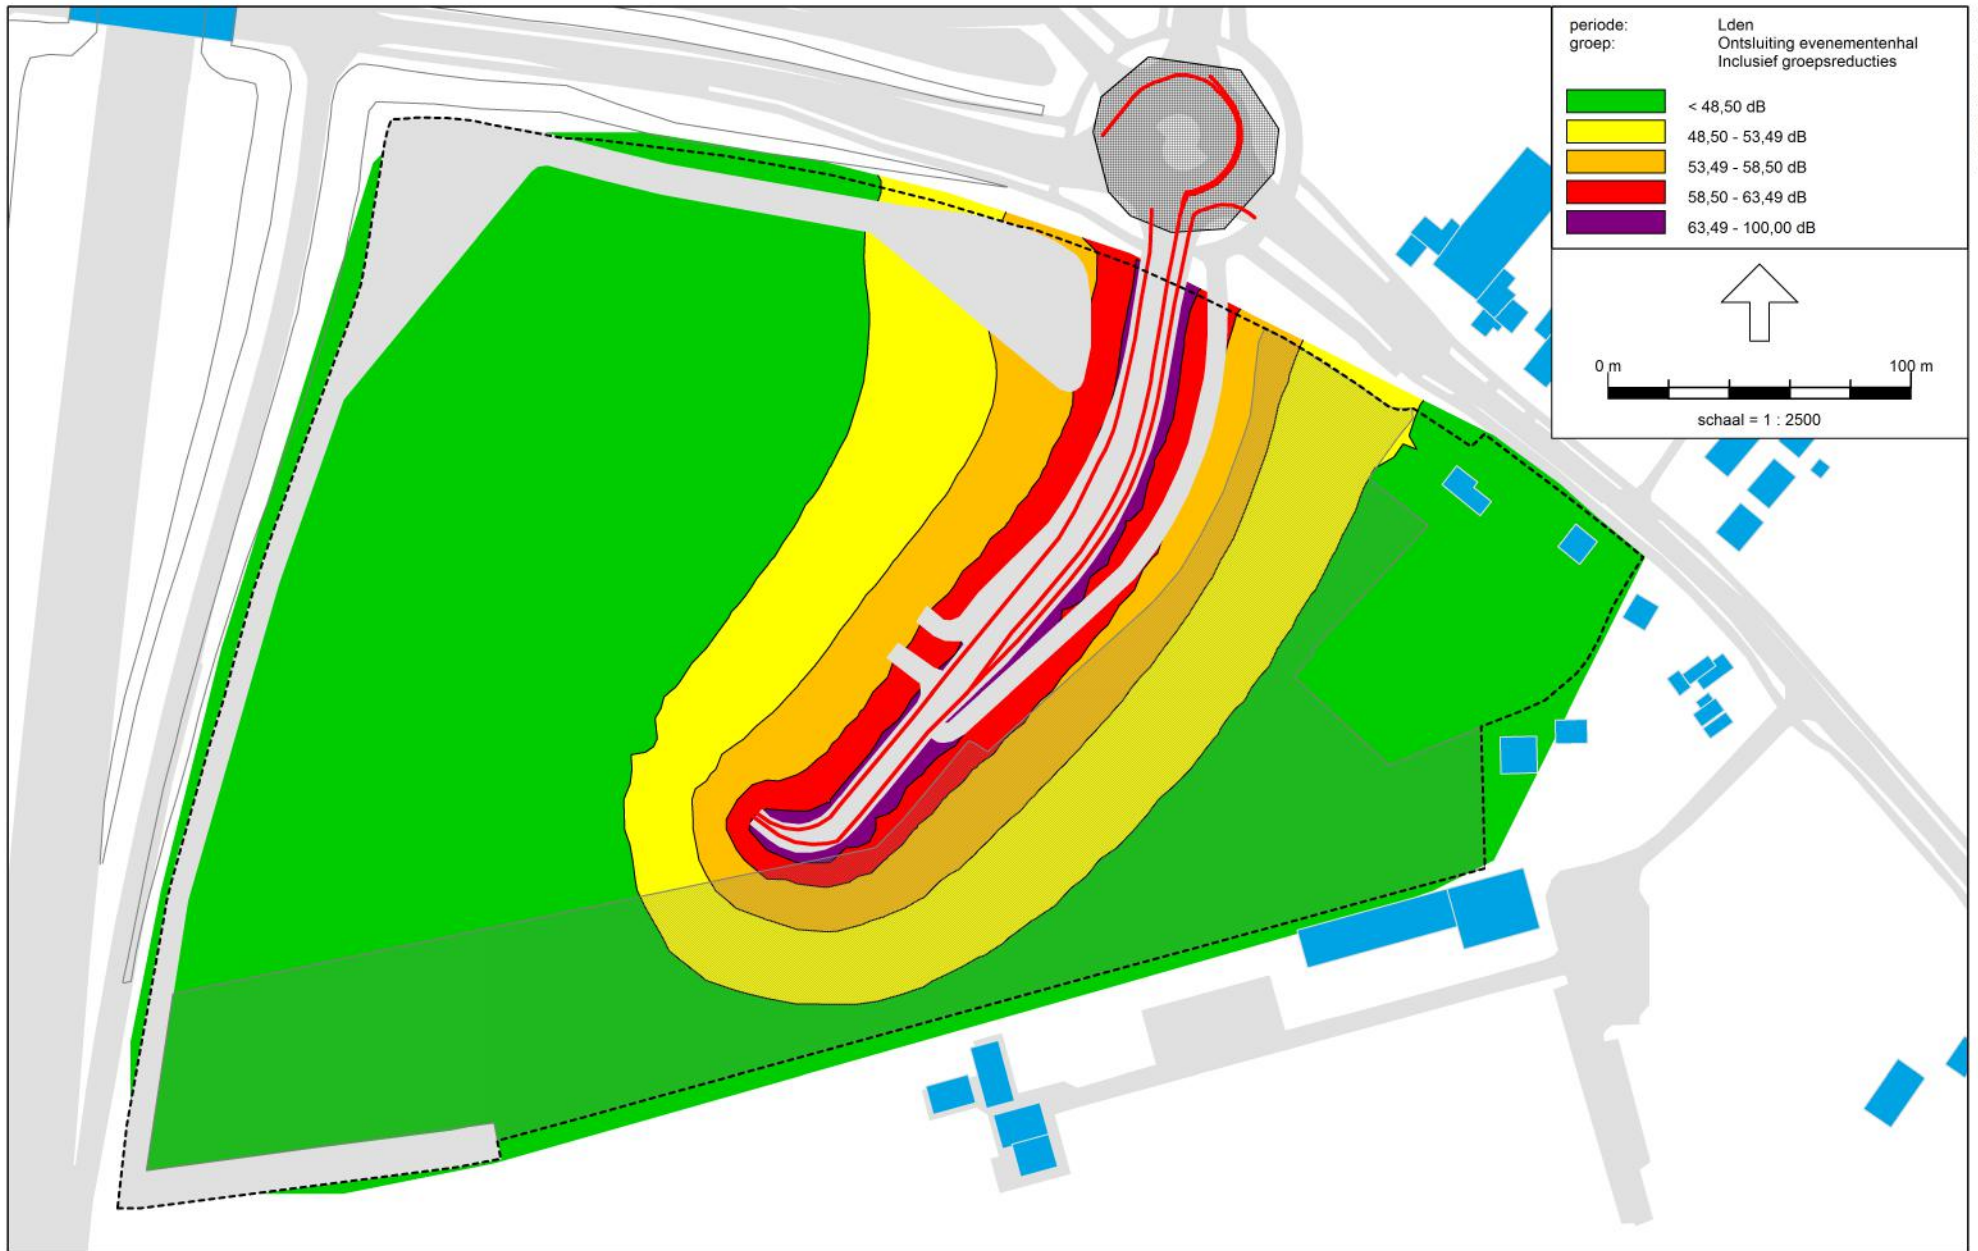 periode: Lden
groep: Ontsluiting evenementenhal
Inclusief groepsreducties
< 48,50 dB
48,50 - 53,49 dB
53,49 - 58,50 dB
58,50 - 63,49 dB
63,49 - 100,00 dB
0 m 100 m
schaal = 1 : 2500